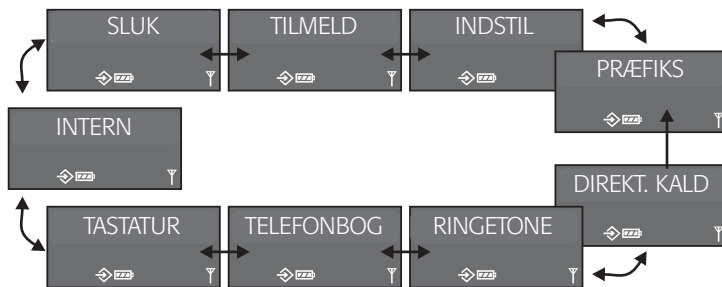 SLUK
TILMELD
INDSTIL
PRÆFIKS
INTERN
DIREKT. KALD
TASTATUR
TELEFONBOG
RINGETONE